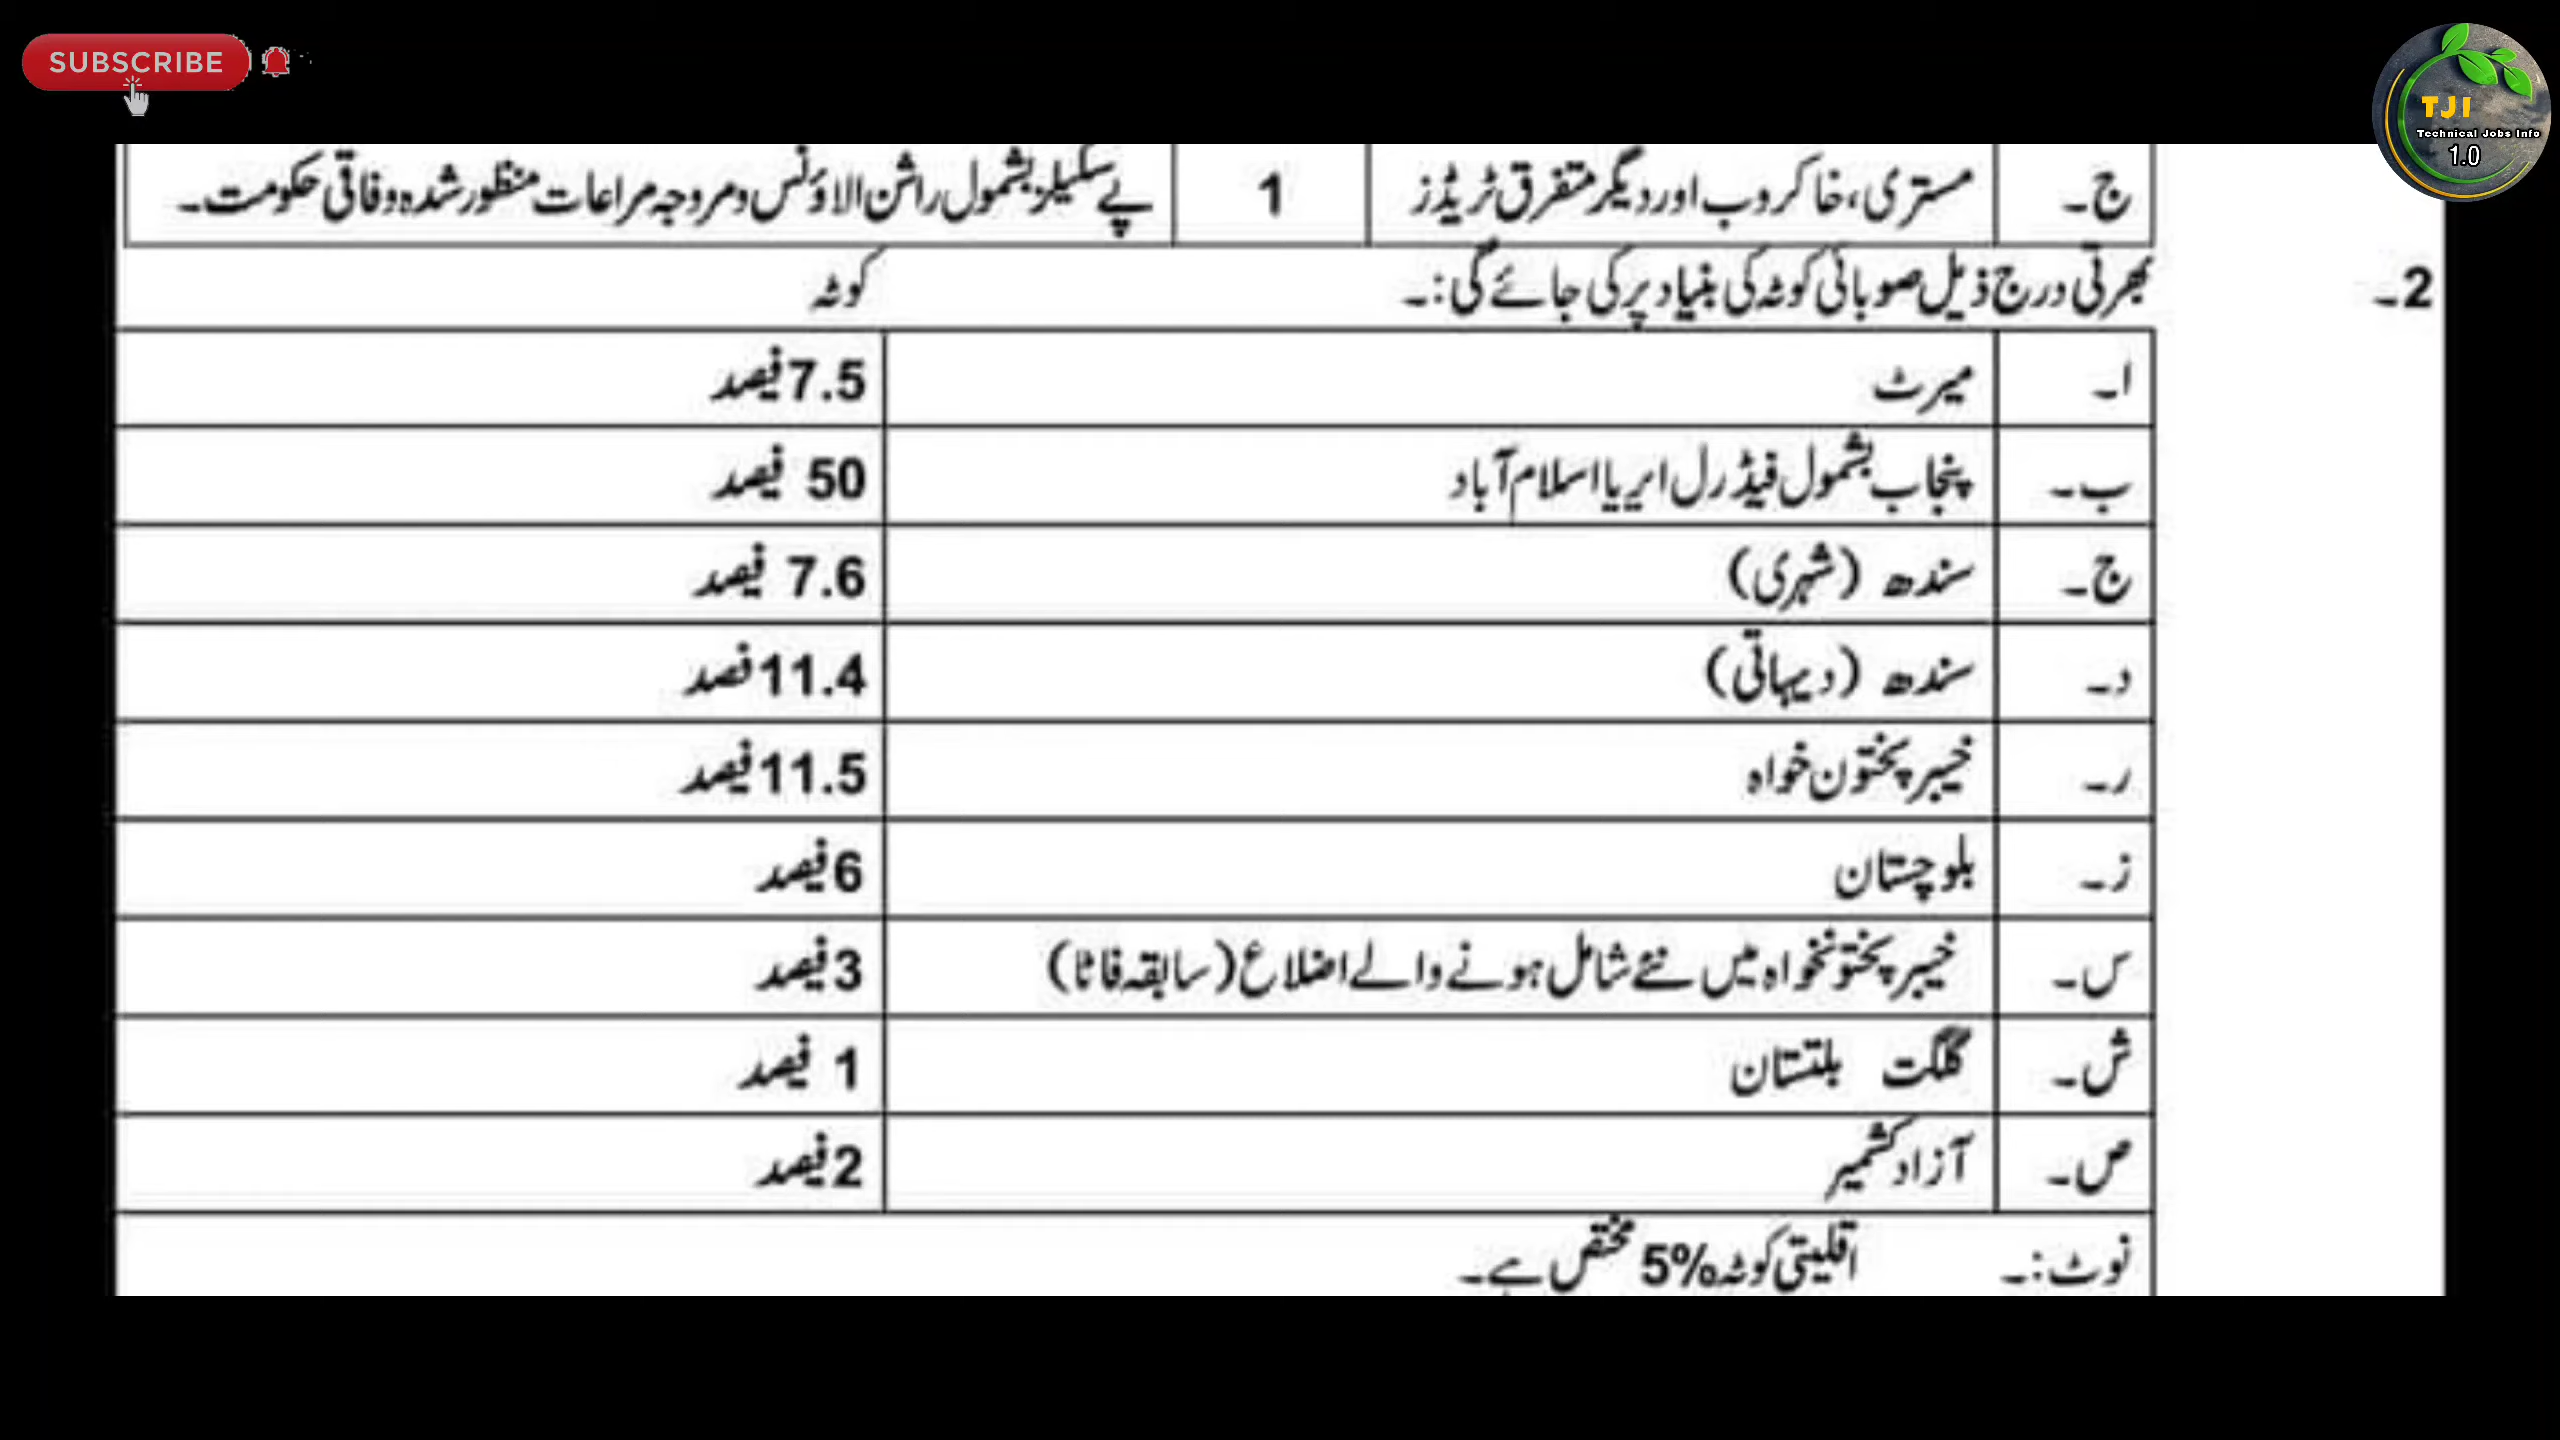 SUBSCRIBE
TJI
Technical Jobs Info
1.0
ج۔ مستری، خاکروب اور دیگر متفرق ٹریڈز 1 پے سکیلز بشمول راشن الاؤنس و مروجہ مراعات منظور شدہ وفاقی حکومت۔
2۔ بھرتی درج ذیل صوبائی کوٹہ کی بنیاد پر کی جائے گی:۔ کوٹہ
ا۔ میرٹ 7.5 فیصد
ب۔ پنجاب بشمول فیڈرل ایریا اسلام آباد 50 فیصد
ج۔ سندھ (شہری) 7.6 فیصد
د۔ سندھ (دیہاتی) 11.4 فصد
ر۔ خیبر پختون خواہ 11.5 فیصد
ز۔ بلوچستان 6 فیصد
س۔ خیبر پختونخواہ میں نئے شامل ہونے والے اضلاع (سابقہ فاٹا) 3 فیصد
ش۔ گلگت بلتستان 1 فیصد
ص۔ آزاد کشمیر 2 فیصد
نوٹ:۔ اقلیتی کوٹہ 5% مختص ہے۔